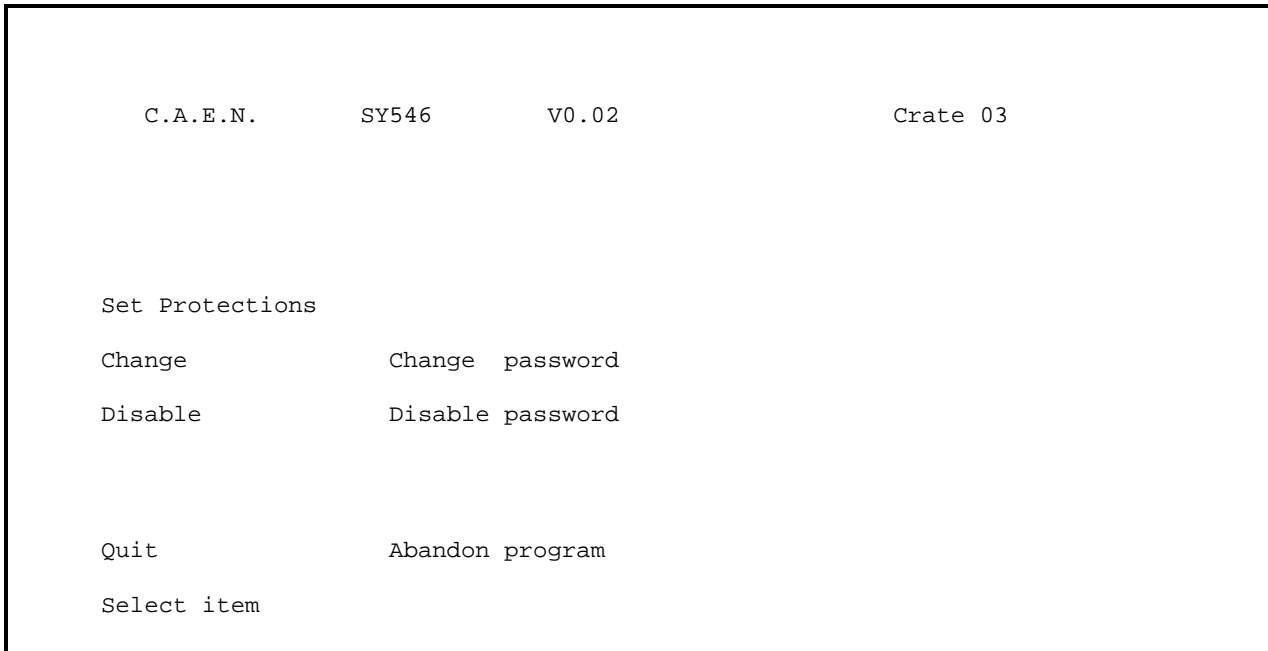 C.A.E.N. SY546 V0.02 Crate 03
Set Protections
Change Change password
Disable Disable password
Quit Abandon program
Select item